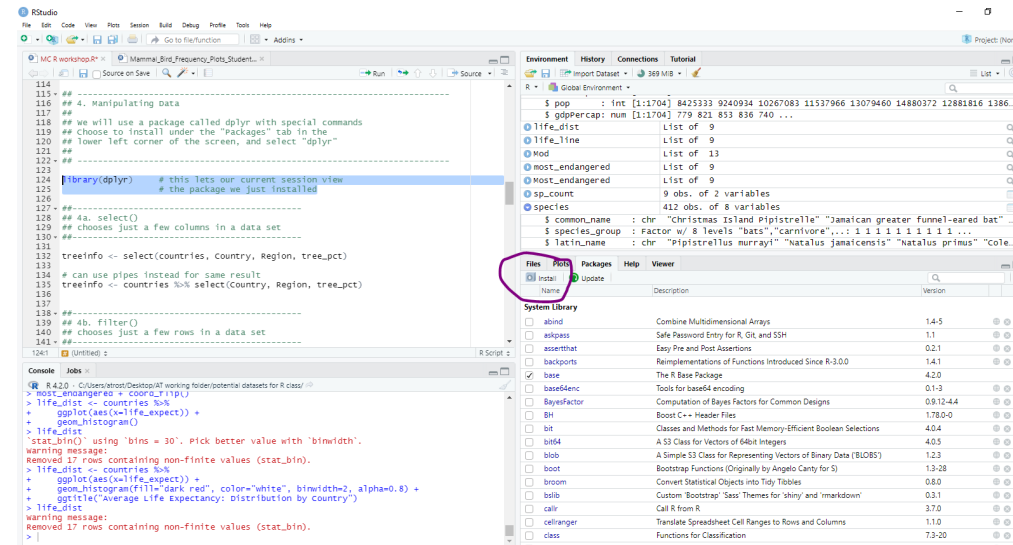 RStudio
File Edit Code View Plots Session Build Debug Profile Tools Help
Go to file/function Addins
Project: (Nor
MC R workshop.R* × Mammal_Bird_Frequency_Plots_Student... ×
Source on Save Run Source
114
115 ## ------------------------------------------------------------------
116 ## 4. Manipulating Data
117 ##
118 ## We will use a package called dplyr with special commands
119 ## Choose to install under the "Packages" tab in the
120 ## lower left corner of the screen, and select "dplyr"
121 ##
122 ## ------------------------------------------------------------------
123
124 library(dplyr) # this lets our current session view
125 # the package we just installed
126
127 ##-------------------------------------------
128 ## 4a. select()
129 ## chooses just a few columns in a data set
130 ##-------------------------------------------
131
132 treeinfo <- select(countries, Country, Region, tree_pct)
133
134 # can use pipes instead for same result
135 treeinfo <- countries %>% select(Country, Region, tree_pct)
136
137
138 ##-------------------------------------------
139 ## 4b. filter()
140 ## chooses just a few rows in a data set
141 ##-------------------------------------------
124:1 (Untitled) R Script
Console Jobs ×
R 4.2.0 · C:/Users/atrost/Desktop/AT working folder/potential datasets for R class/
> most_endangered + coord_flip()
> life_dist <- countries %>%
+ ggplot(aes(x=life_expect)) +
+ geom_histogram()
> life_dist
`stat_bin()` using `bins = 30`. Pick better value with `binwidth`.
Warning message:
Removed 17 rows containing non-finite values (stat_bin).
> life_dist <- countries %>%
+ ggplot(aes(x=life_expect)) +
+ geom_histogram(fill="dark red", color="white", binwidth=2, alpha=0.8) +
+ ggtitle("Average Life Expectancy: Distribution by Country")
> life_dist
Warning message:
Removed 17 rows containing non-finite values (stat_bin).
>
Environment History Connections Tutorial
Import Dataset 369 MiB List
R Global Environment
$ pop : int [1:1704] 8425333 9240934 10267083 11537966 13079460 14880372 12881816 1386…
$ gdpPercap: num [1:1704] 779 821 853 836 740 ...
life_dist List of 9
life_line List of 9
Mod List of 13
most_endangered List of 9
Most_endangered List of 9
sp_count 9 obs. of 2 variables
species 412 obs. of 8 variables
$ common_name : chr "Christmas Island Pipistrelle" "Jamaican greater funnel-eared bat" …
$ species_group : Factor w/ 8 levels "bats","carnivore",..: 1 1 1 1 1 1 1 1 1 1 ...
$ latin_name : chr "Pipistrellus murrayi" "Natalus jamaicensis" "Natalus primus" "Cole…
Files Plots Packages Help Viewer
Install Update
Name Description Version
System Library
abind Combine Multidimensional Arrays 1.4-5
askpass Safe Password Entry for R, Git, and SSH 1.1
assertthat Easy Pre and Post Assertions 0.2.1
backports Reimplementations of Functions Introduced Since R-3.0.0 1.4.1
base The R Base Package 4.2.0
base64enc Tools for base64 encoding 0.1-3
BayesFactor Computation of Bayes Factors for Common Designs 0.9.12-4.4
BH Boost C++ Header Files 1.78.0-0
bit Classes and Methods for Fast Memory-Efficient Boolean Selections 4.0.4
bit64 A S3 Class for Vectors of 64bit Integers 4.0.5
blob A Simple S3 Class for Representing Vectors of Binary Data ('BLOBS') 1.2.3
boot Bootstrap Functions (Originally by Angelo Canty for S) 1.3-28
broom Convert Statistical Objects into Tidy Tibbles 0.8.0
bslib Custom 'Bootstrap' 'Sass' Themes for 'shiny' and 'rmarkdown' 0.3.1
callr Call R from R 3.7.0
cellranger Translate Spreadsheet Cell Ranges to Rows and Columns 1.1.0
class Functions for Classification 7.3-20